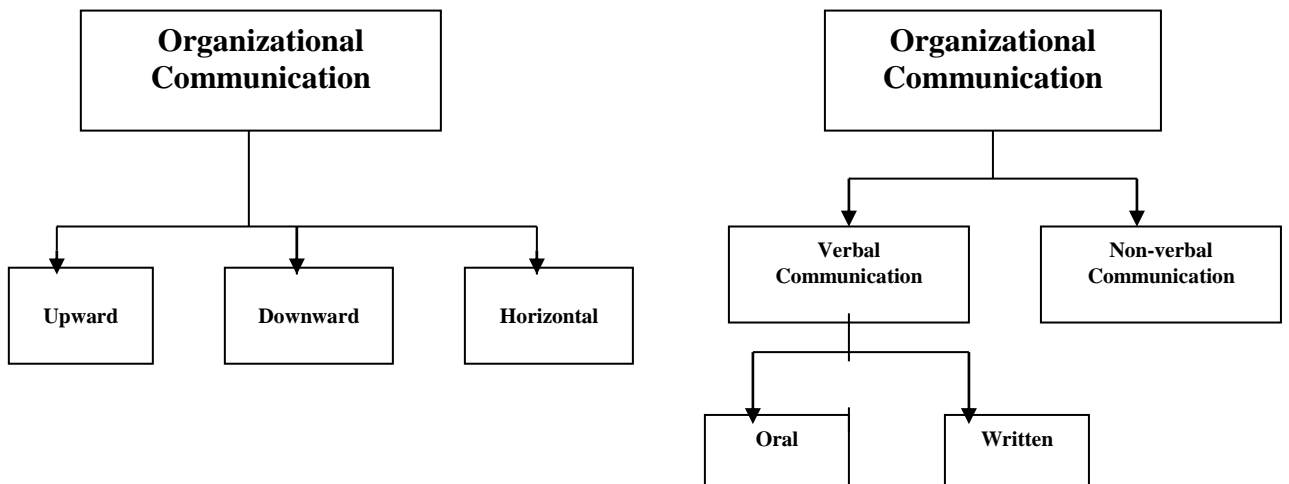 Organizational
Communication
Upward
Downward
Horizontal
Organizational
Communication
Verbal
Communication
Non-verbal
Communication
Oral
Written